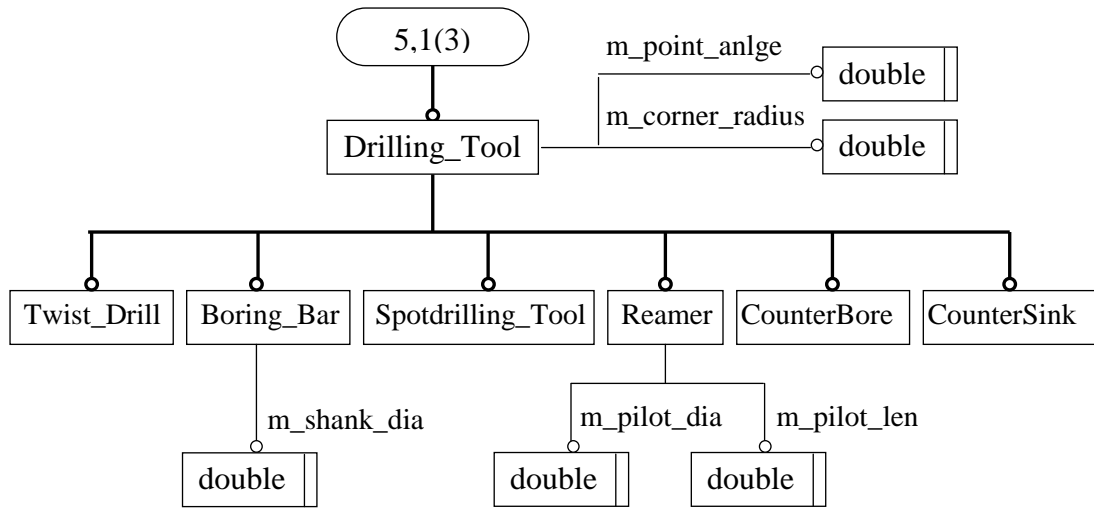 5,1(3)
m_point_anlge
double
m_corner_radius
Drilling_Tool
double
Twist_Drill
Boring_Bar
Spotdrilling_Tool
Reamer
CounterBore
CounterSink
m_shank_dia
m_pilot_dia
m_pilot_len
double
double
double